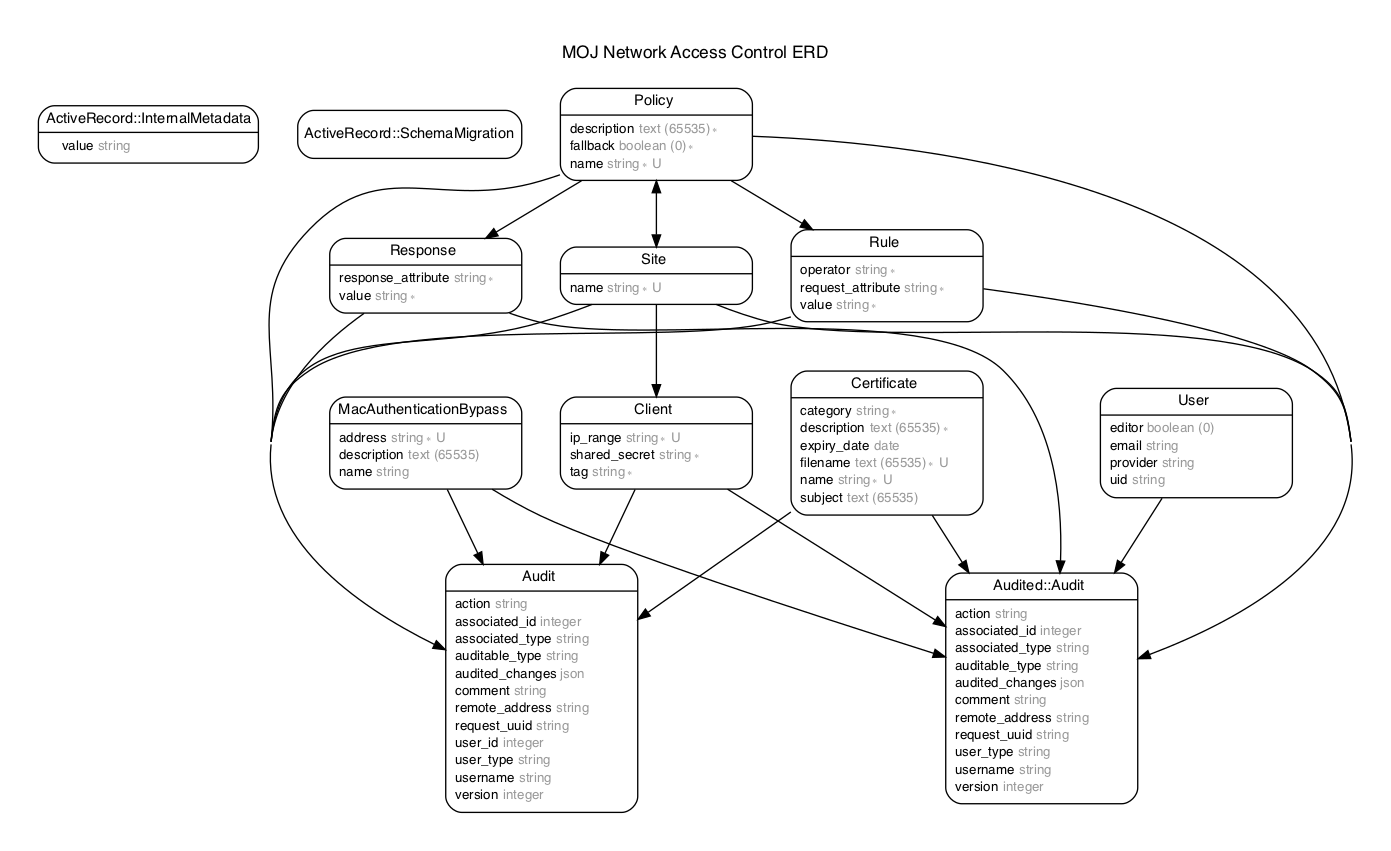 MOJ Network Access Control ERD
ActiveRecord::InternalMetadata
value string
ActiveRecord::SchemaMigration
Policy
description text (65535) *
fallback boolean (0) *
name string * U
Response
response_attribute string *
value string *
Site
name string * U
Rule
operator string *
request_attribute string *
value string *
MacAuthenticationBypass
address string * U
description text (65535)
name string
Client
ip_range string * U
shared_secret string *
tag string *
Certificate
category string *
description text (65535) *
expiry_date date
filename text (65535) * U
name string * U
subject text (65535)
User
editor boolean (0)
email string
provider string
uid string
Audit
action string
associated_id integer
associated_type string
auditable_type string
audited_changes json
comment string
remote_address string
request_uuid string
user_id integer
user_type string
username string
version integer
Audited::Audit
action string
associated_id integer
associated_type string
auditable_type string
audited_changes json
comment string
remote_address string
request_uuid string
user_type string
username string
version integer